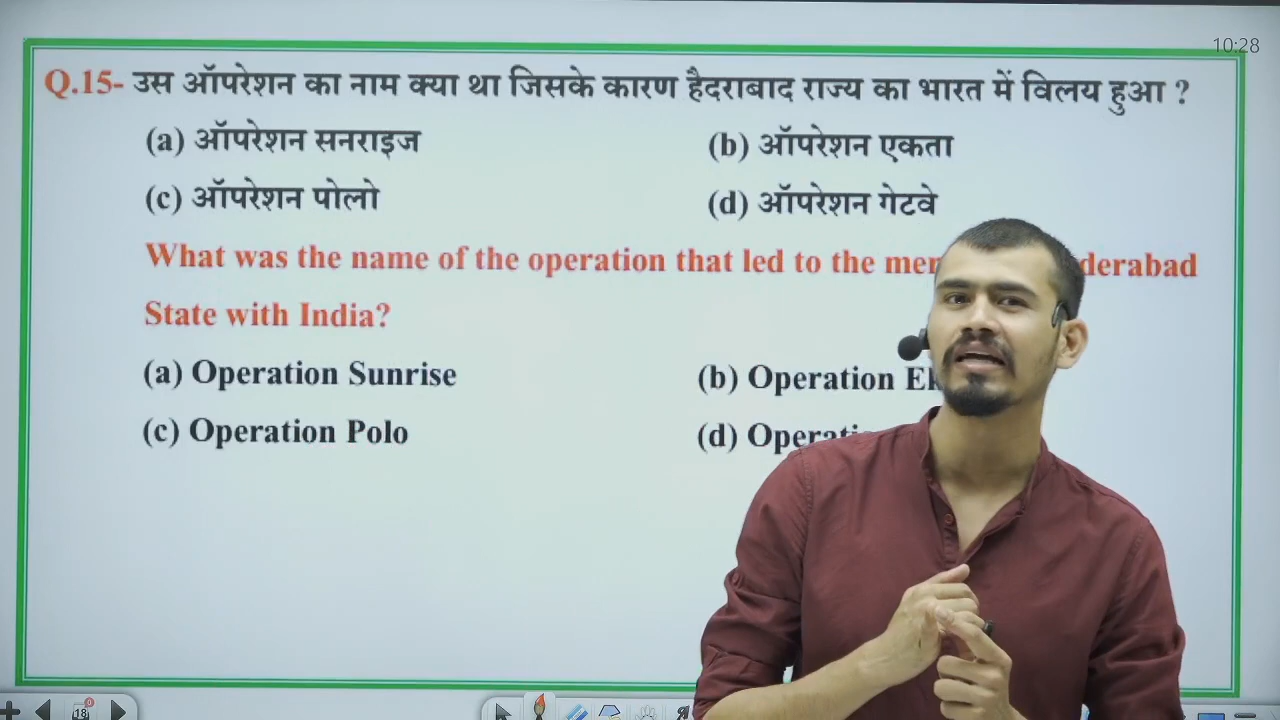 10:28
Q.15- उस ऑपरेशन का नाम क्या था जिसके कारण हैदराबाद राज्य का भारत में विलय हुआ ?
(a) ऑपरेशन सनराइज (b) ऑपरेशन एकता
(c) ऑपरेशन पोलो (d) ऑपरेशन गेटवे
What was the name of the operation that led to the
State with India?
(a) Operation Sunrise (b) Operation
(c) Operation Polo (d)
18